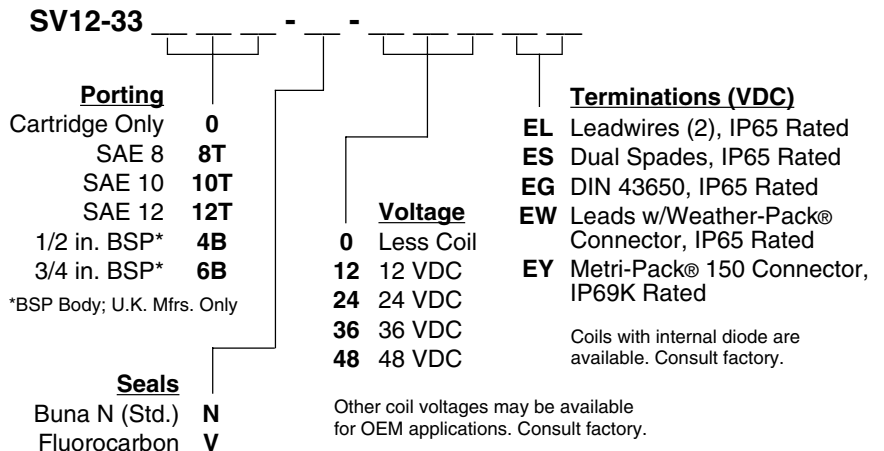 SV12-33 __ __ __ - __ - __ __ __ __ __
Porting
Cartridge Only 0
SAE 8 8T
SAE 10 10T
SAE 12 12T
1/2 in. BSP* 4B
3/4 in. BSP* 6B
*BSP Body; U.K. Mfrs. Only
Seals
Buna N (Std.) N
Fluorocarbon V
Voltage
0 Less Coil
12 12 VDC
24 24 VDC
36 36 VDC
48 48 VDC
Other coil voltages may be available
for OEM applications. Consult factory.
Terminations (VDC)
EL Leadwires (2), IP65 Rated
ES Dual Spades, IP65 Rated
EG DIN 43650, IP65 Rated
EW Leads w/Weather-Pack®
Connector, IP65 Rated
EY Metri-Pack® 150 Connector,
IP69K Rated
Coils with internal diode are
available. Consult factory.